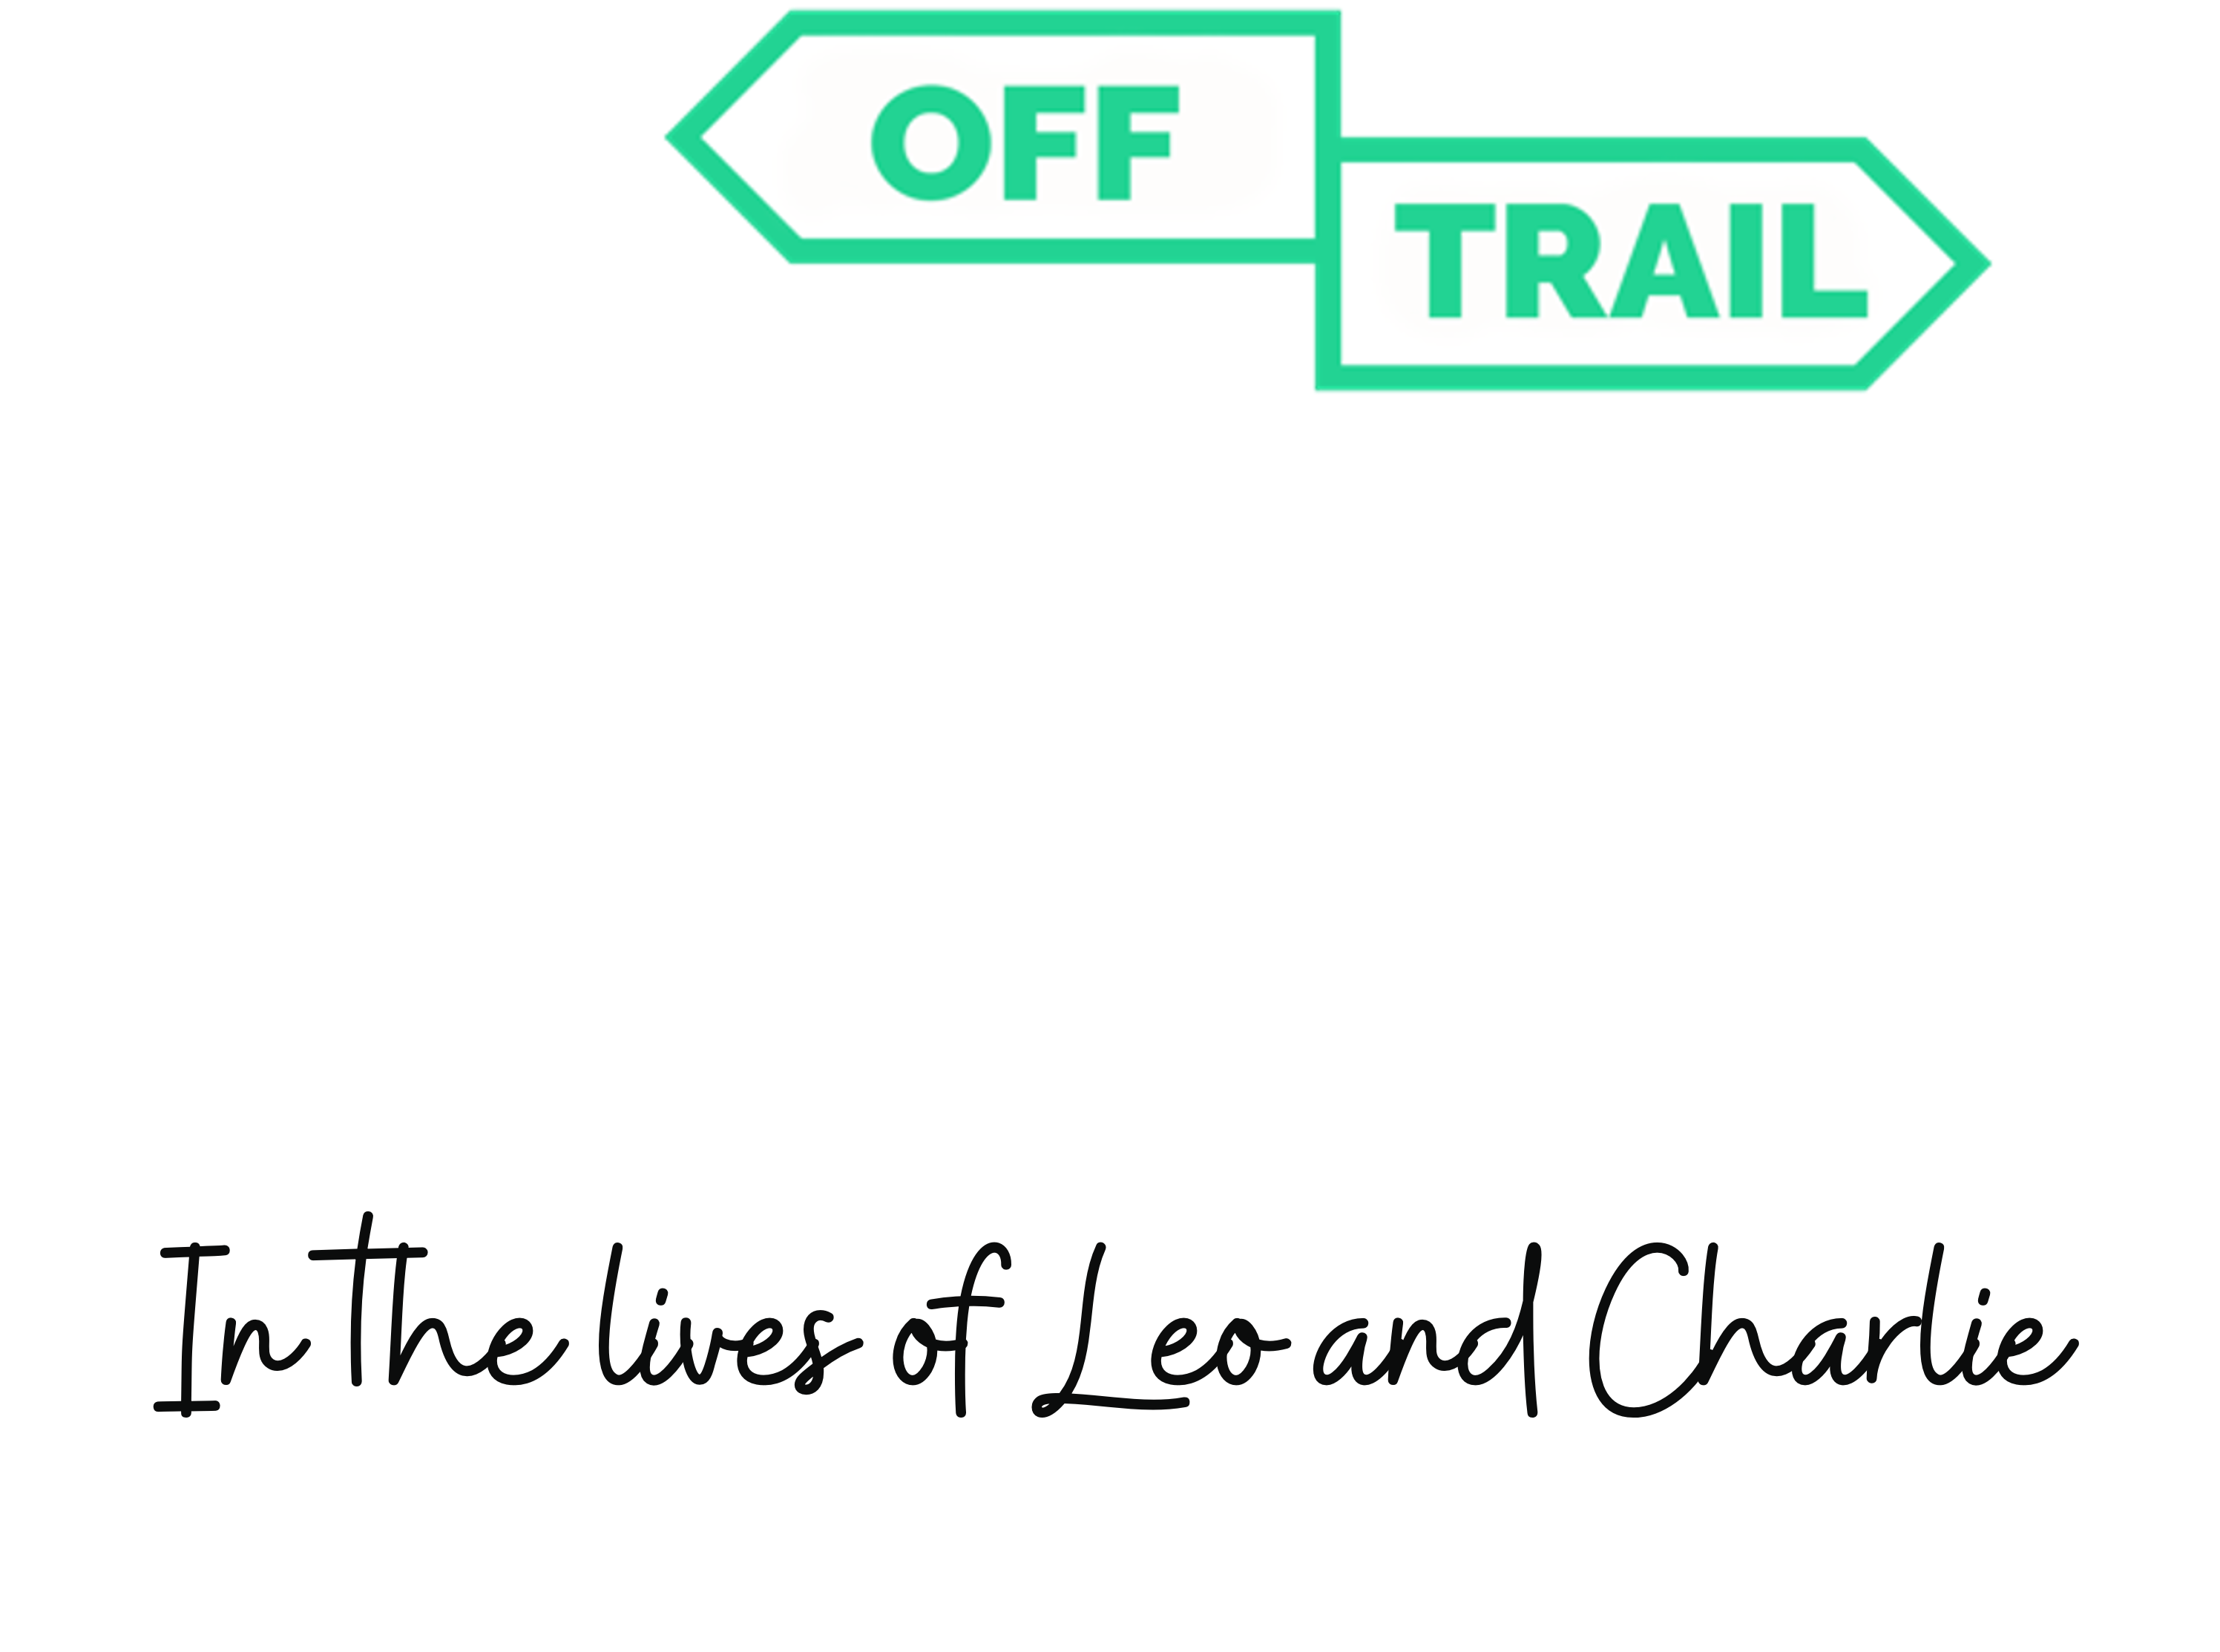 OFF
TRAIL
In the lives of Leo and Charlie